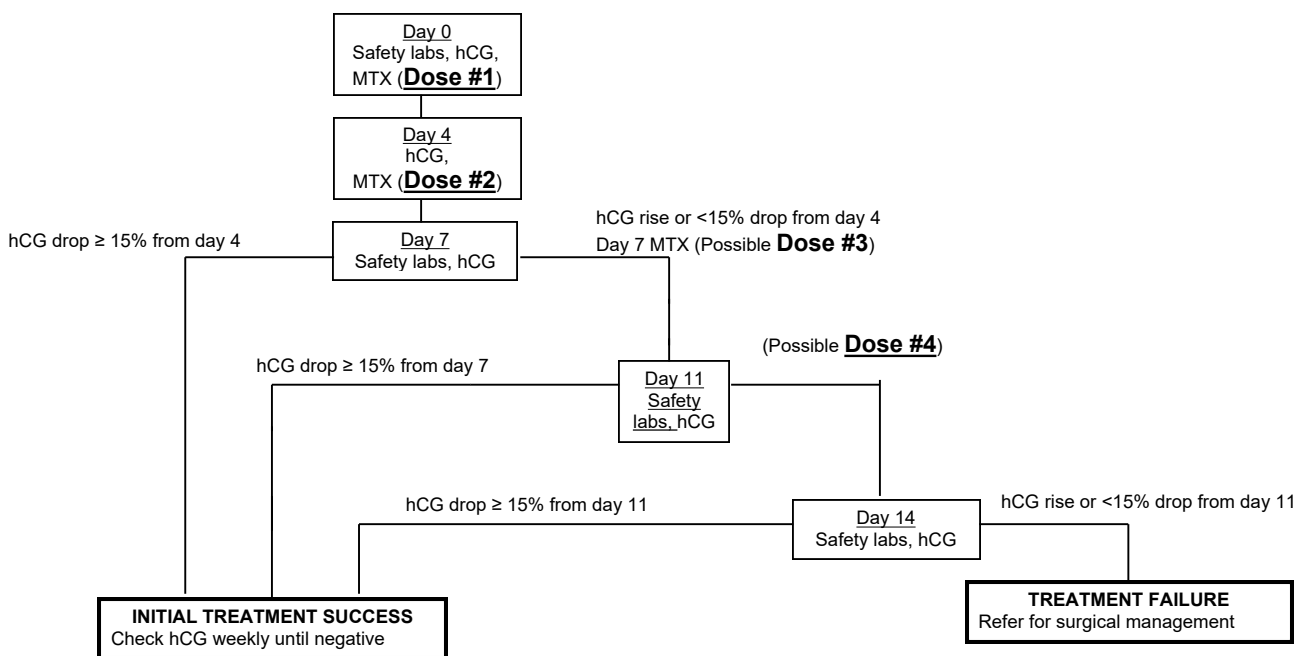 Day 0
Safety labs, hCG,
MTX (Dose #1)
Day 4
hCG,
MTX (Dose #2)
hCG drop ≥ 15% from day 4
Day 7
Safety labs, hCG
hCG rise or <15% drop from day 4
Day 7 MTX (Possible Dose #3)
(Possible Dose #4)
hCG drop ≥ 15% from day 7
Day 11
Safety
labs, hCG
hCG drop ≥ 15% from day 11
Day 14
Safety labs, hCG
hCG rise or <15% drop from day 11
INITIAL TREATMENT SUCCESS
Check hCG weekly until negative
TREATMENT FAILURE
Refer for surgical management